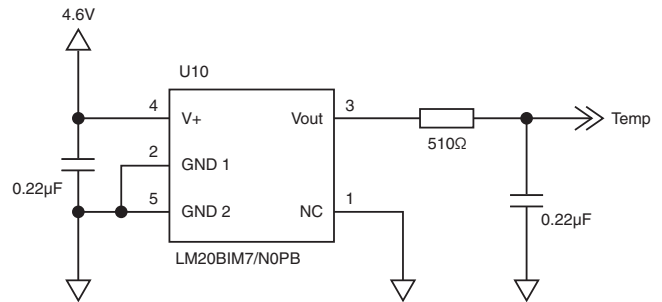 4.6V
U10
4
V+
Vout
3
Temp
510Ω
2
GND 1
0.22µF
5
GND 2
NC
1
0.22µF
LM20BIM7/N0PB